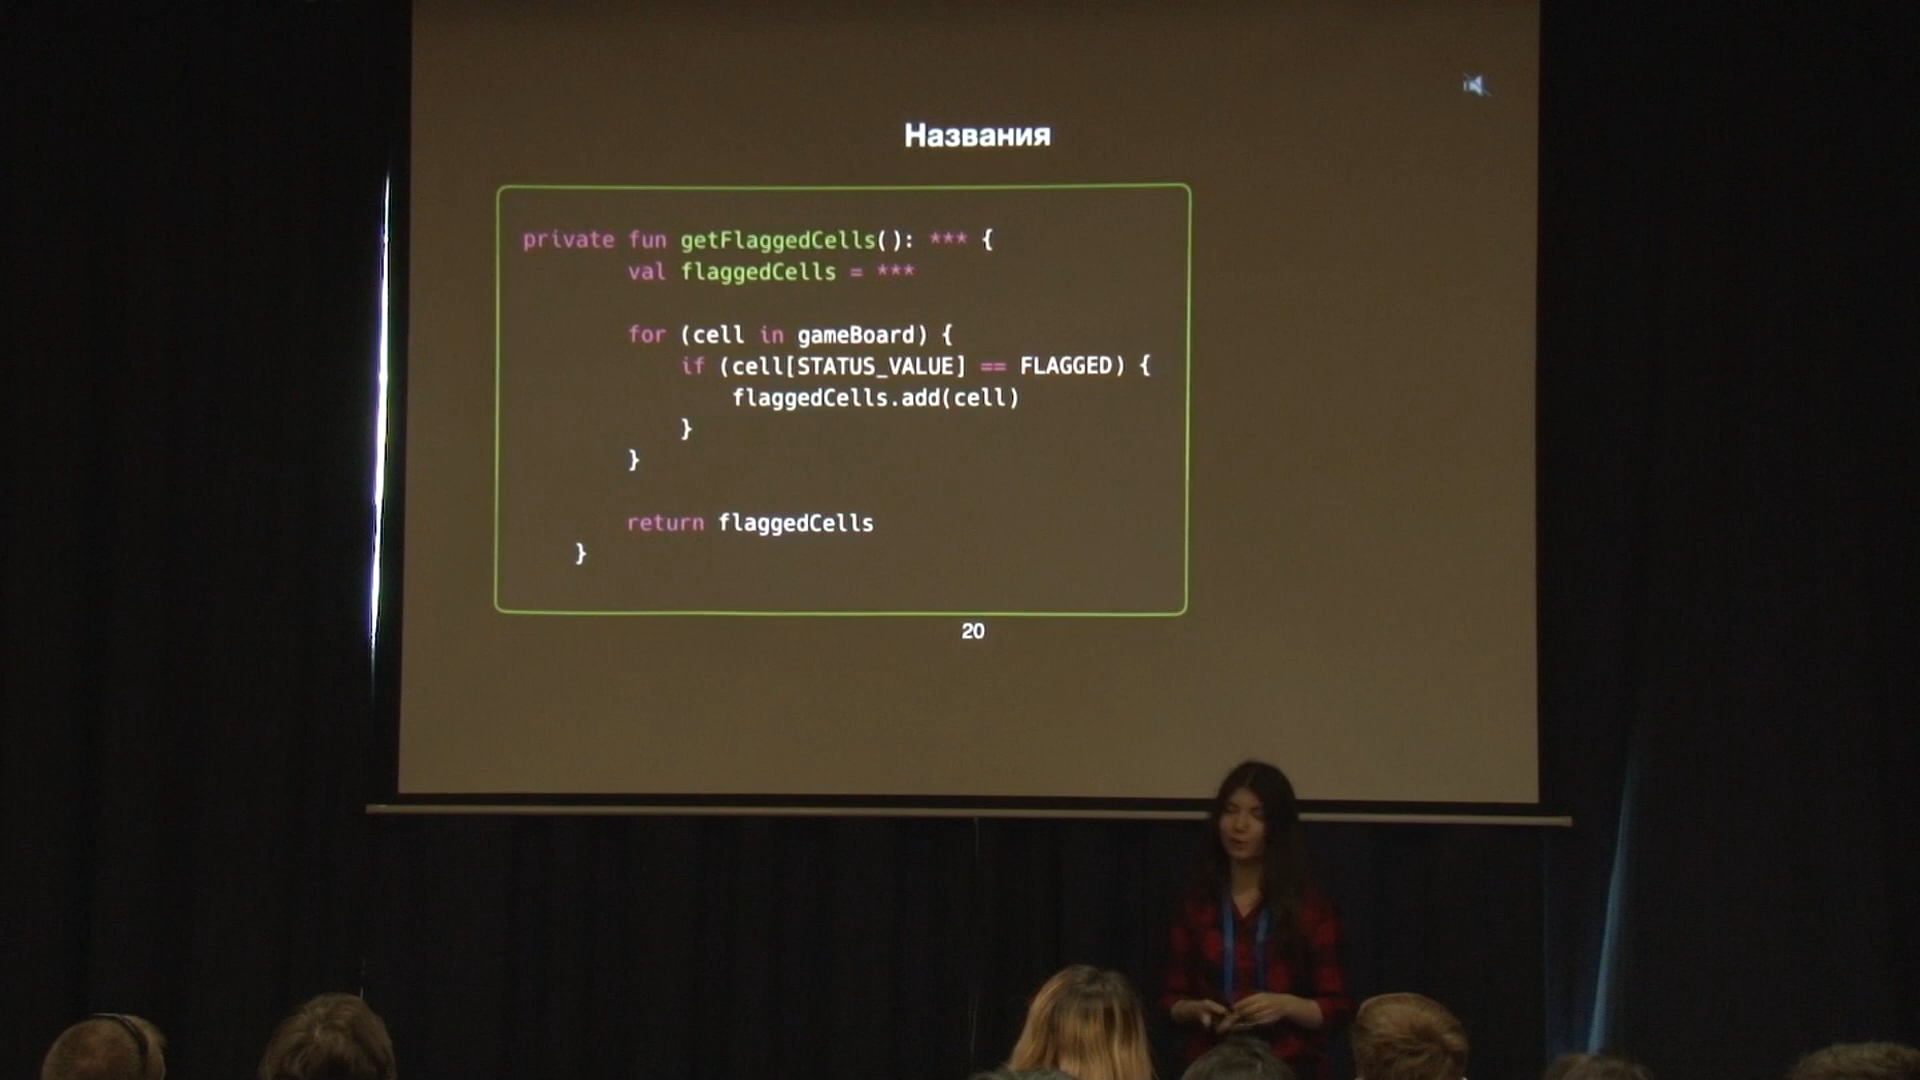 Названия
private fun getFlaggedCells(): *** {
val flaggedCells = ***
for (cell in gameBoard) {
if (cell[STATUS_VALUE] == FLAGGED) {
flaggedCells.add(cell)
}
}
return flaggedCells
}
20